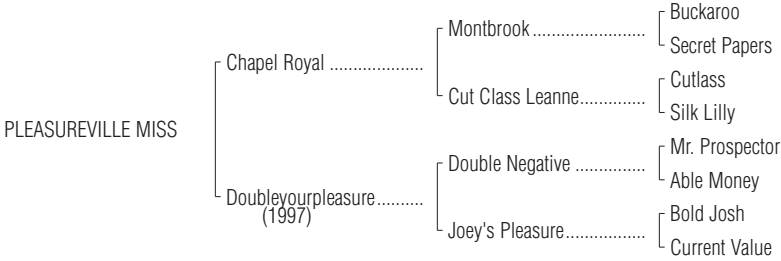 Buckaroo
Montbrook........................
Secret Papers
Chapel Royal ....................
Cutlass
Cut Class Leanne..............
Silk Lilly
PLEASUREVILLE MISS
Mr. Prospector
Double Negative ...............
Able Money
Doubleyourpleasure..........
(1997)
Bold Josh
Joey's Pleasure.................
Current Value